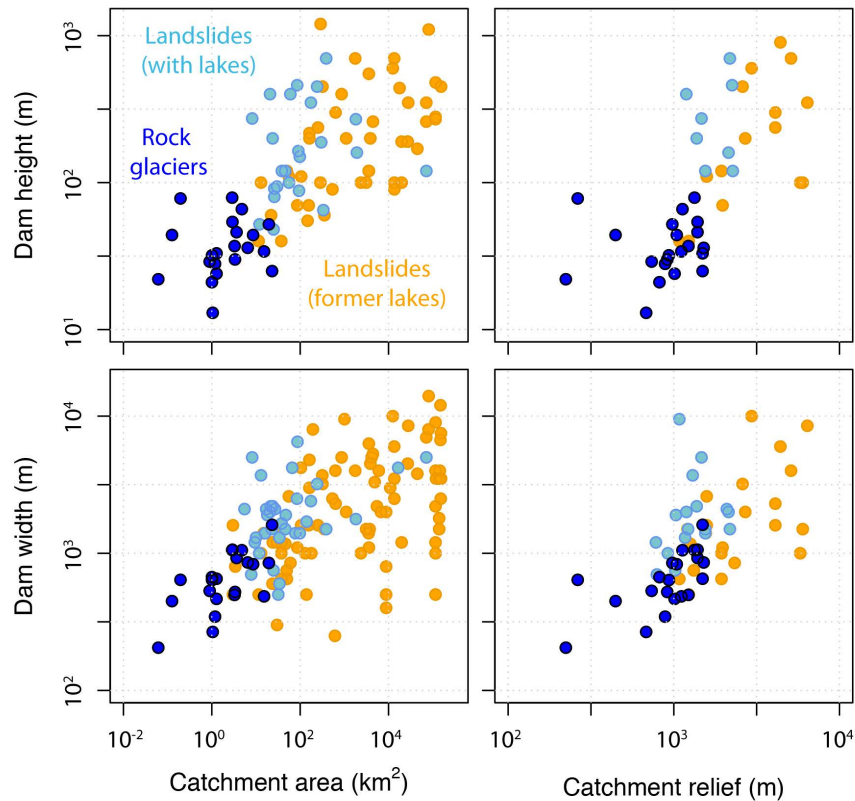 Dam height (m)
10³
10²
10¹
Landslides
(with lakes)
Rock
glaciers
Landslides
(former lakes)
Dam width (m)
10⁴
10³
10²
10⁻²
10⁰
10²
10⁴
Catchment area (km²)
10²
10³
10⁴
Catchment relief (m)